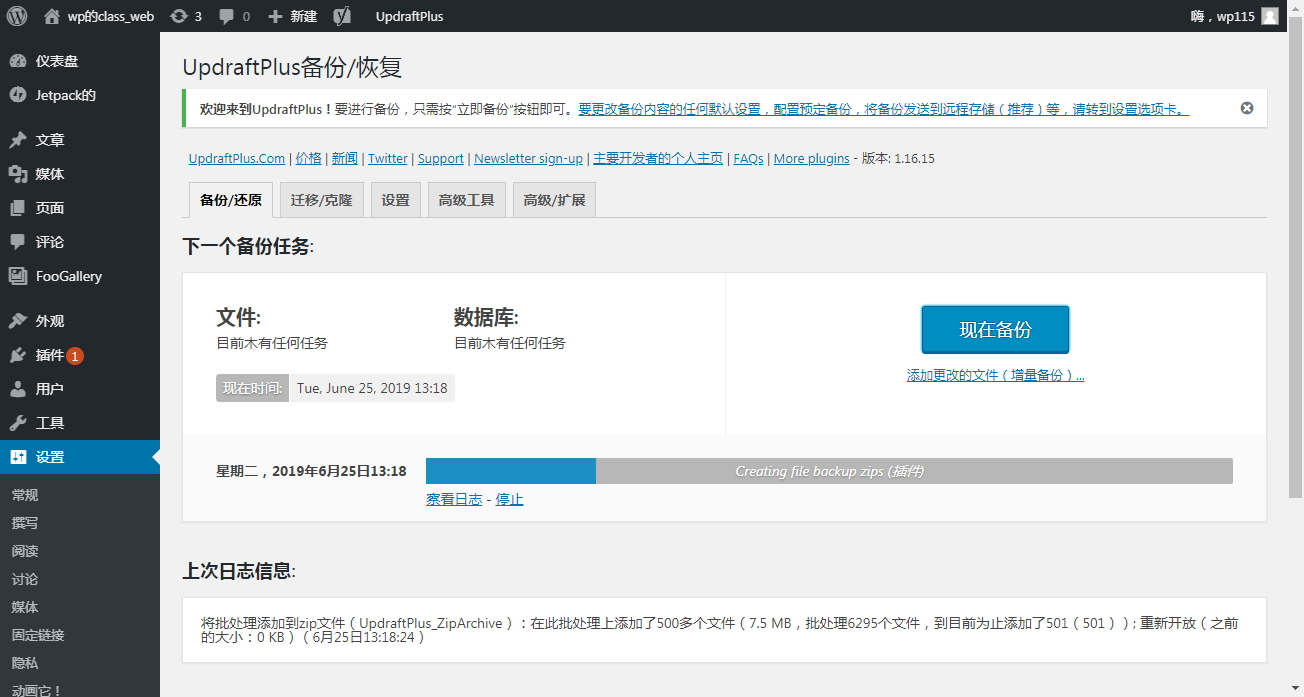 wp的class_web 3 0 新建 UpdraftPlus 嗨，wp115
仪表盘
Jetpack的
文章
媒体
页面
评论
FooGallery
外观
插件 1
用户
工具
设置
常规
撰写
阅读
讨论
媒体
固定链接
隐私
动画它！
UpdraftPlus备份/恢复
欢迎来到UpdraftPlus！要进行备份，只需按“立即备份”按钮即可。要更改备份内容的任何默认设置，配置预定备份，将备份发送到远程存储（推荐）等，请转到设置选项卡。
UpdraftPlus.Com | 价格 | 新闻 | Twitter | Support | Newsletter sign-up | 主要开发者的个人主页 | FAQs | More plugins - 版本: 1.16.15
备份/还原 迁移/克隆 设置 高级工具 高级/扩展
下一个备份任务:
文件: 数据库:
目前木有任何任务 目前木有任何任务
现在时间: Tue, June 25, 2019 13:18
现在备份
添加更改的文件（增量备份）...
星期二，2019年6月25日13:18 Creating file backup zips (插件)
察看日志 - 停止
上次日志信息:
将批处理添加到zip文件（UpdraftPlus_ZipArchive）：在此批处理上添加了500多个文件（7.5 MB，批处理6295个文件，到目前为止添加了501（501））; 重新开放（之前
的大小：0 KB）（6月25日13:18:24）